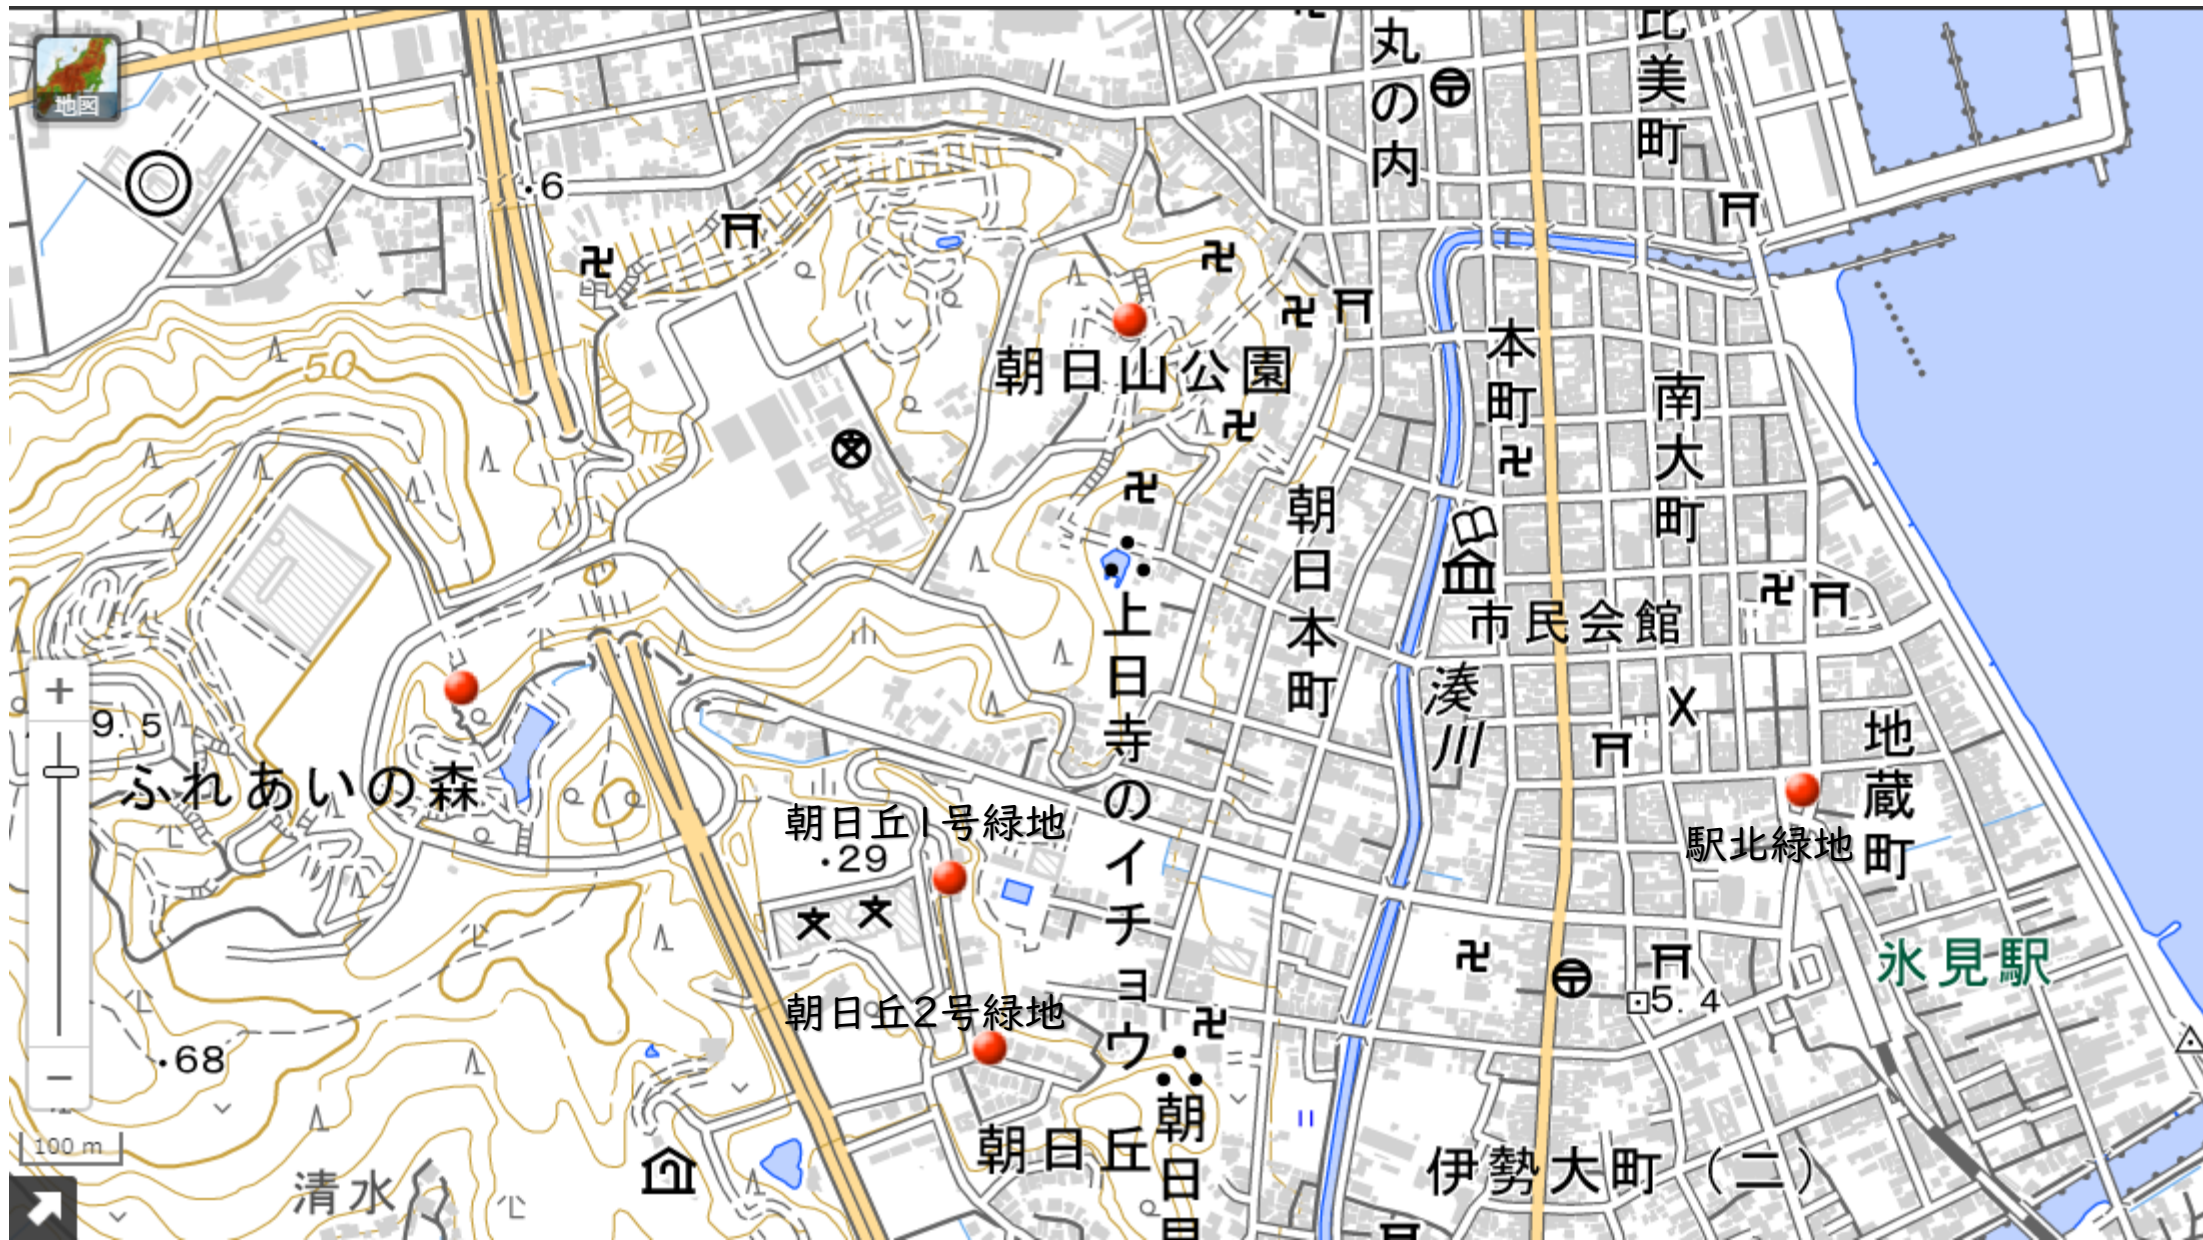 地図
6
50
丸の内
比美町
朝日山公園
本町
南大町
朝日本町
市民会館
湊川
上日寺のイチョウ
地蔵町
9.5
ふれあいの森
朝日丘1号緑地
29
駅北緑地
氷見駅
朝日丘2号緑地
5.4
68
100 m
清水
朝日丘
朝日
伊勢大町（二）
+
−